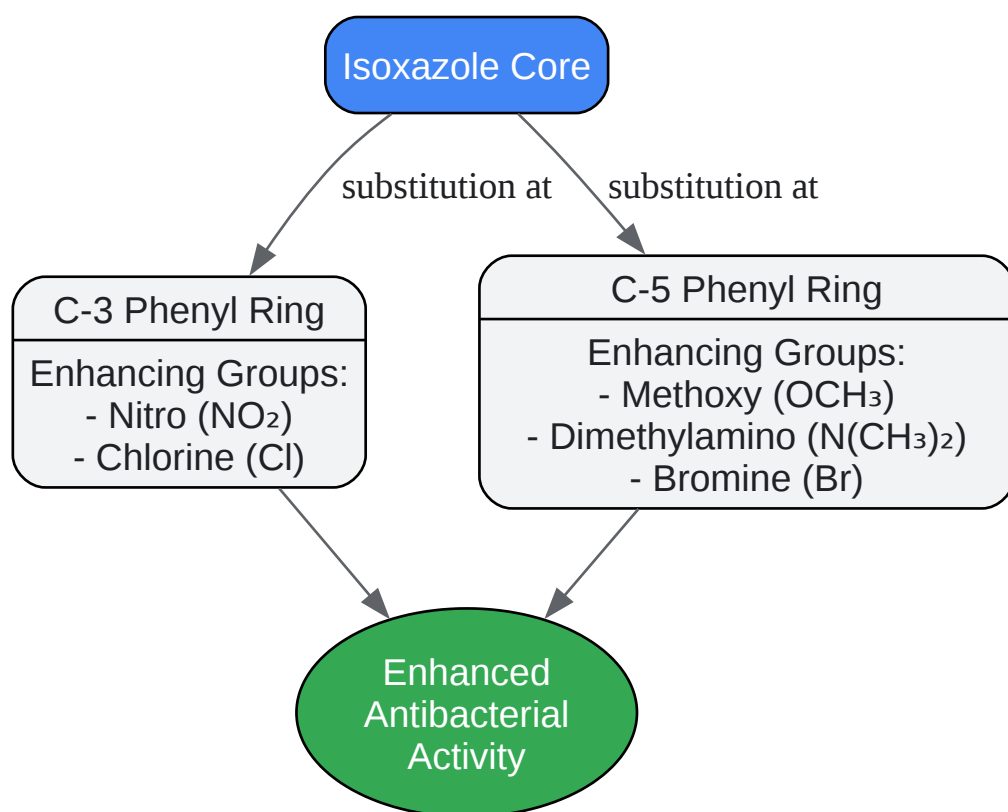 Isoxazole Core
substitution at
substitution at
C-3 Phenyl Ring
Enhancing Groups:
- Nitro (NO₂)
- Chlorine (Cl)
C-5 Phenyl Ring
Enhancing Groups:
- Methoxy (OCH₃)
- Dimethylamino (N(CH₃)₂)
- Bromine (Br)
Enhanced
Antibacterial
Activity